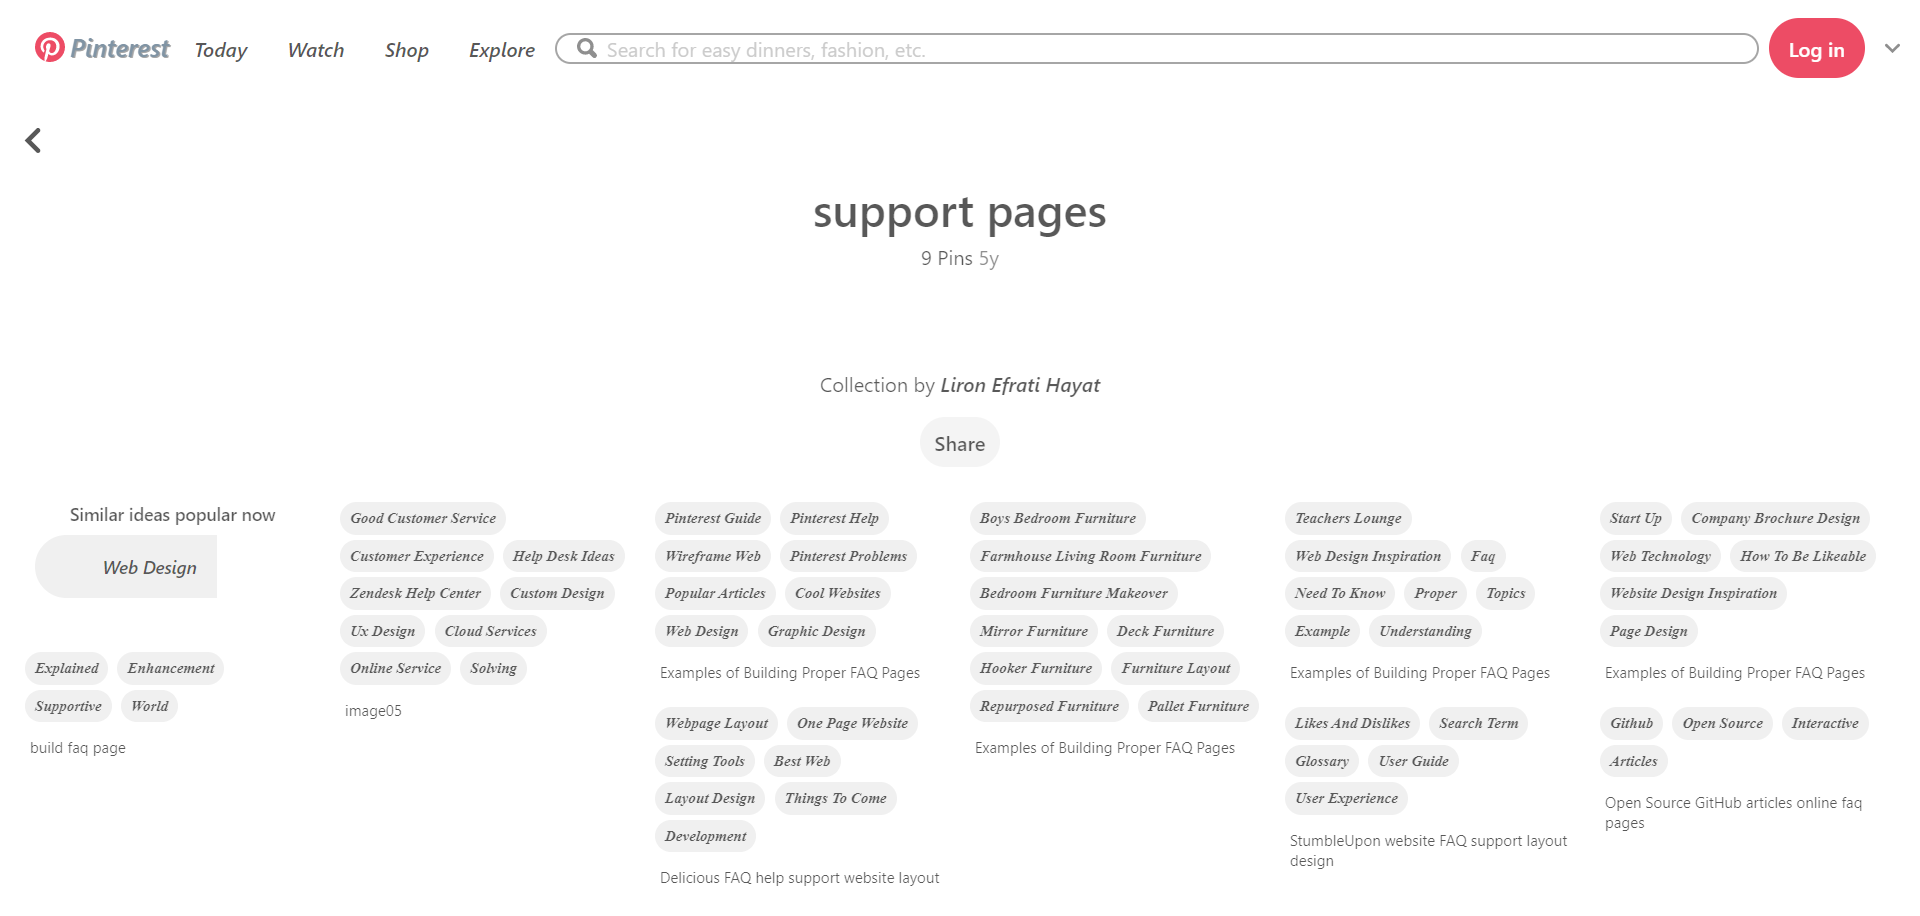 Pinterest Today Watch Shop Explore Search for easy dinners, fashion, etc. Log in
support pages
9 Pins 5y
Collection by Liron Efrati Hayat
Share
Similar ideas popular now
Web Design
Explained Enhancement
Supportive World
build faq page
Good Customer Service
Customer Experience Help Desk Ideas
Zendesk Help Center Custom Design
Ux Design Cloud Services
Online Service Solving
image05
Pinterest Guide Pinterest Help
Wireframe Web Pinterest Problems
Popular Articles Cool Websites
Web Design Graphic Design
Examples of Building Proper FAQ Pages
Webpage Layout One Page Website
Setting Tools Best Web
Layout Design Things To Come
Development
Delicious FAQ help support website layout
Boys Bedroom Furniture
Farmhouse Living Room Furniture
Bedroom Furniture Makeover
Mirror Furniture Deck Furniture
Hooker Furniture Furniture Layout
Repurposed Furniture Pallet Furniture
Examples of Building Proper FAQ Pages
Teachers Lounge
Web Design Inspiration Faq
Need To Know Proper Topics
Example Understanding
Examples of Building Proper FAQ Pages
Likes And Dislikes Search Term
Glossary User Guide
User Experience
StumbleUpon website FAQ support layout
design
Start Up Company Brochure Design
Web Technology How To Be Likeable
Website Design Inspiration
Page Design
Examples of Building Proper FAQ Pages
Github Open Source Interactive
Articles
Open Source GitHub articles online faq
pages